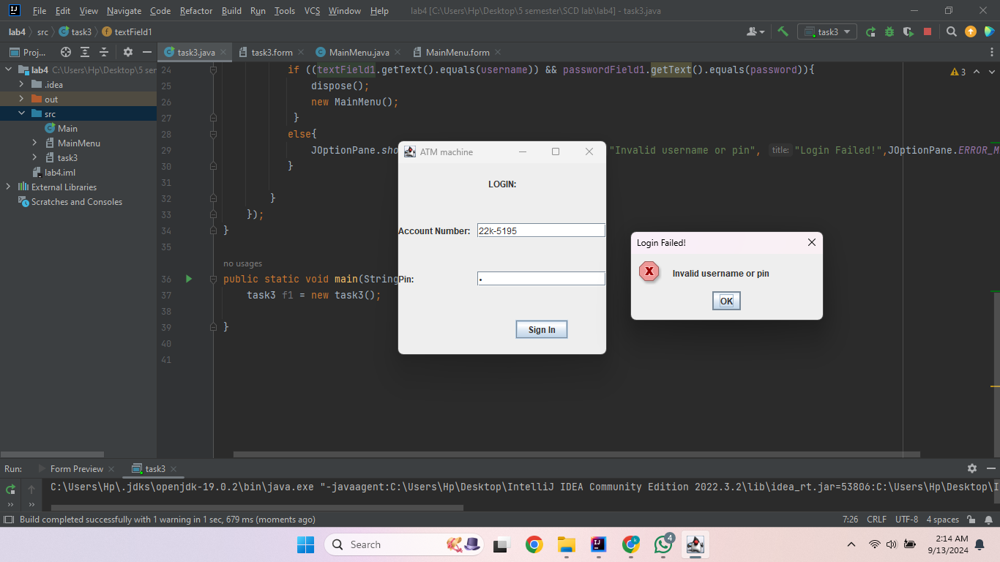 File Edit View Navigate Code Refactor Build Run Tools VCS Window Help lab4 [C:\Users\Hp\Desktop\5 semester\SCD lab\lab4] - task3.java
lab4 src task3 textField1 task3
Proj... task3.java task3.form MainMenu.java MainMenu.form
lab4 C:\Users\Hp\Desktop\5 sen
.idea
out
src
Main
MainMenu
task3
lab4.iml
External Libraries
Scratches and Consoles
3
24 if ((textField1.getText().equals(username)) && passwordField1.getText().equals(password)){
25 dispose();
26 new MainMenu();
27 }
28 else{
29 JOptionPane.sho "Invalid username or pin", title: "Login Failed!",JOptionPane.ERROR_M
30 }
31
32 }
33 });
34 }
35
no usages
36 public static void main(String
37 task3 f1 = new task3();
38
39 }
40
41
ATM machine
LOGIN:
Account Number: 22k-5195
Pin: •
Sign In
Login Failed!
X Invalid username or pin
OK
Run: Form Preview task3
C:\Users\Hp\.jdks\openjdk-19.0.2\bin\java.exe "-javaagent:C:\Users\Hp\Desktop\IntelliJ IDEA Community Edition 2022.3.2\lib\idea_rt.jar=53806:C:\Users\Hp\Desktop\I
Build completed successfully with 1 warning in 1 sec, 679 ms (moments ago) 7:26 CRLF UTF-8 4 spaces
Search 4 2:14 AM
9/13/2024